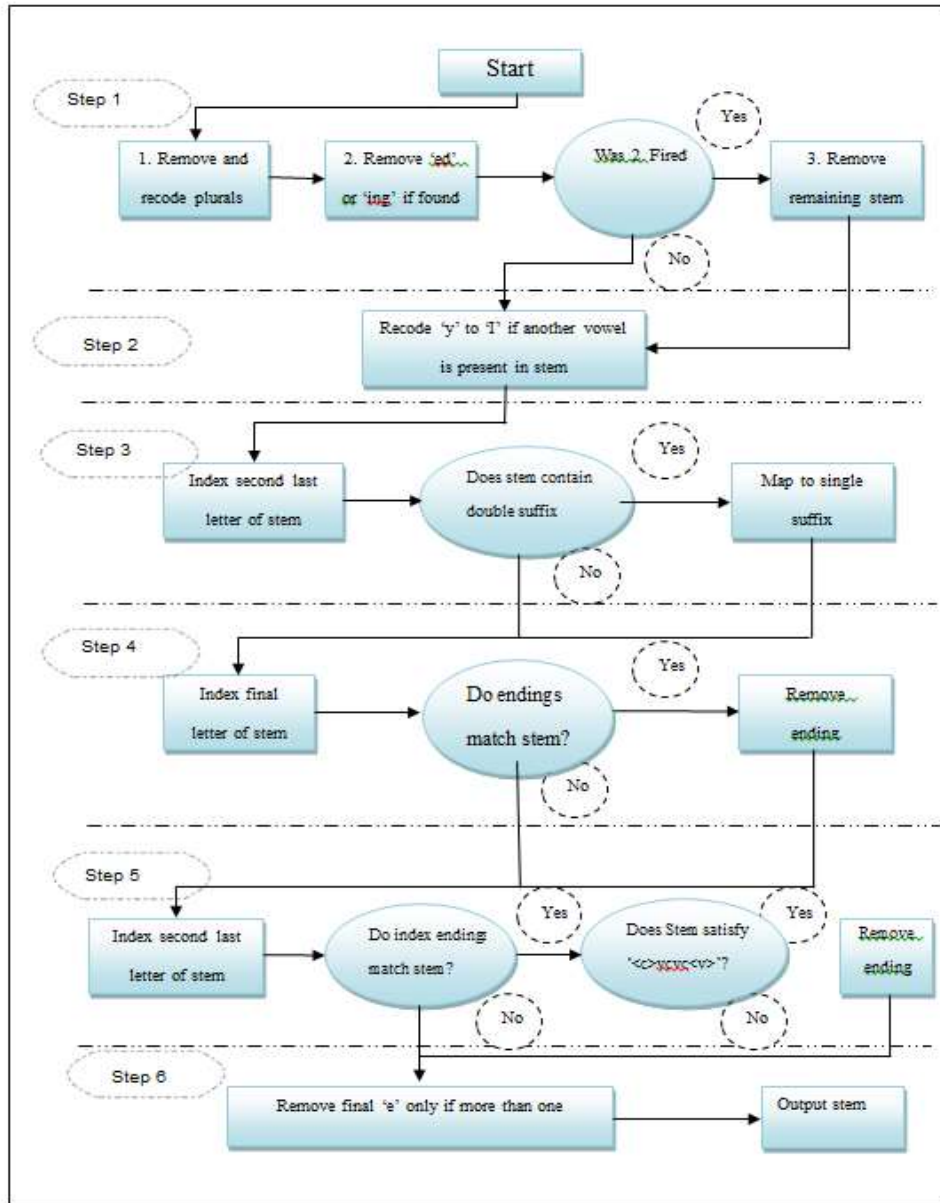 Start
Step 1
Yes
1. Remove and
recode plurals
2. Remove ‘ed’
or ‘ing’ if found
Was 2 Fired
3. Remove
remaining stem
No
Step 2
Recode ‘y’ to ‘I’ if another vowel
is present in stem
Step 3
Yes
Index second last
letter of stem
Does stem contain
double suffix
Map to single
suffix
No
Step 4
Yes
Index final
letter of stem
Do endings
match stem?
Remove
ending
No
Step 5
Yes
Yes
Index second last
letter of stem
Do index endings
match stem?
Does Stem satisfy
‘<c>vcvc<v>’?
Remove
ending
No
No
Step 6
Remove final ‘e’ only if more than one
Output stem